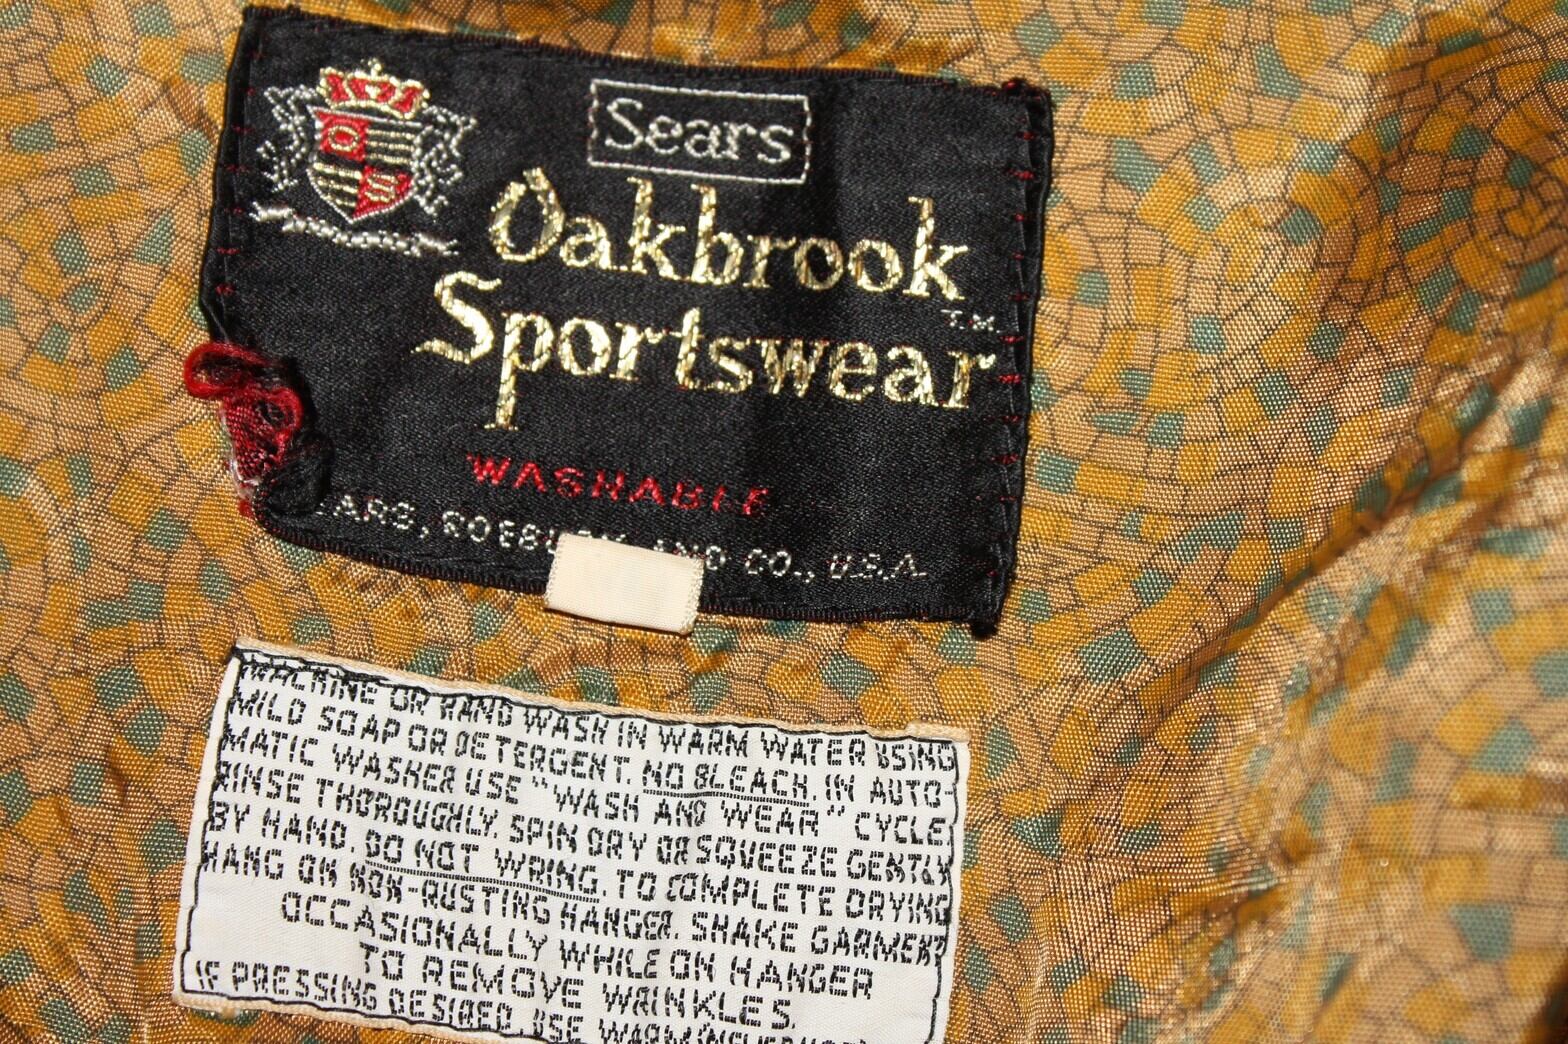 Sears
Oakbrook
T.M.
Sportswear
WASHABLE
AND CO., U.S.A.
MACHINE OR HAND WASH IN WARM WATER USING
MILD SOAP OR DETERGENT. NO BLEACH. IN AUTO-
MATIC WASHER USE "WASH AND WEAR" CYCLE.
RINSE THOROUGHLY. SPIN DRY OR SQUEEZE GENTLY
BY HAND. DO NOT WRING. TO COMPLETE DRYING
HANG ON NON-RUSTING HANGER. SHAKE GARMENT
OCCASIONALLY WHILE ON HANGER
TO REMOVE WRINKLES.
IF PRESSING DESIRED, USE WARM